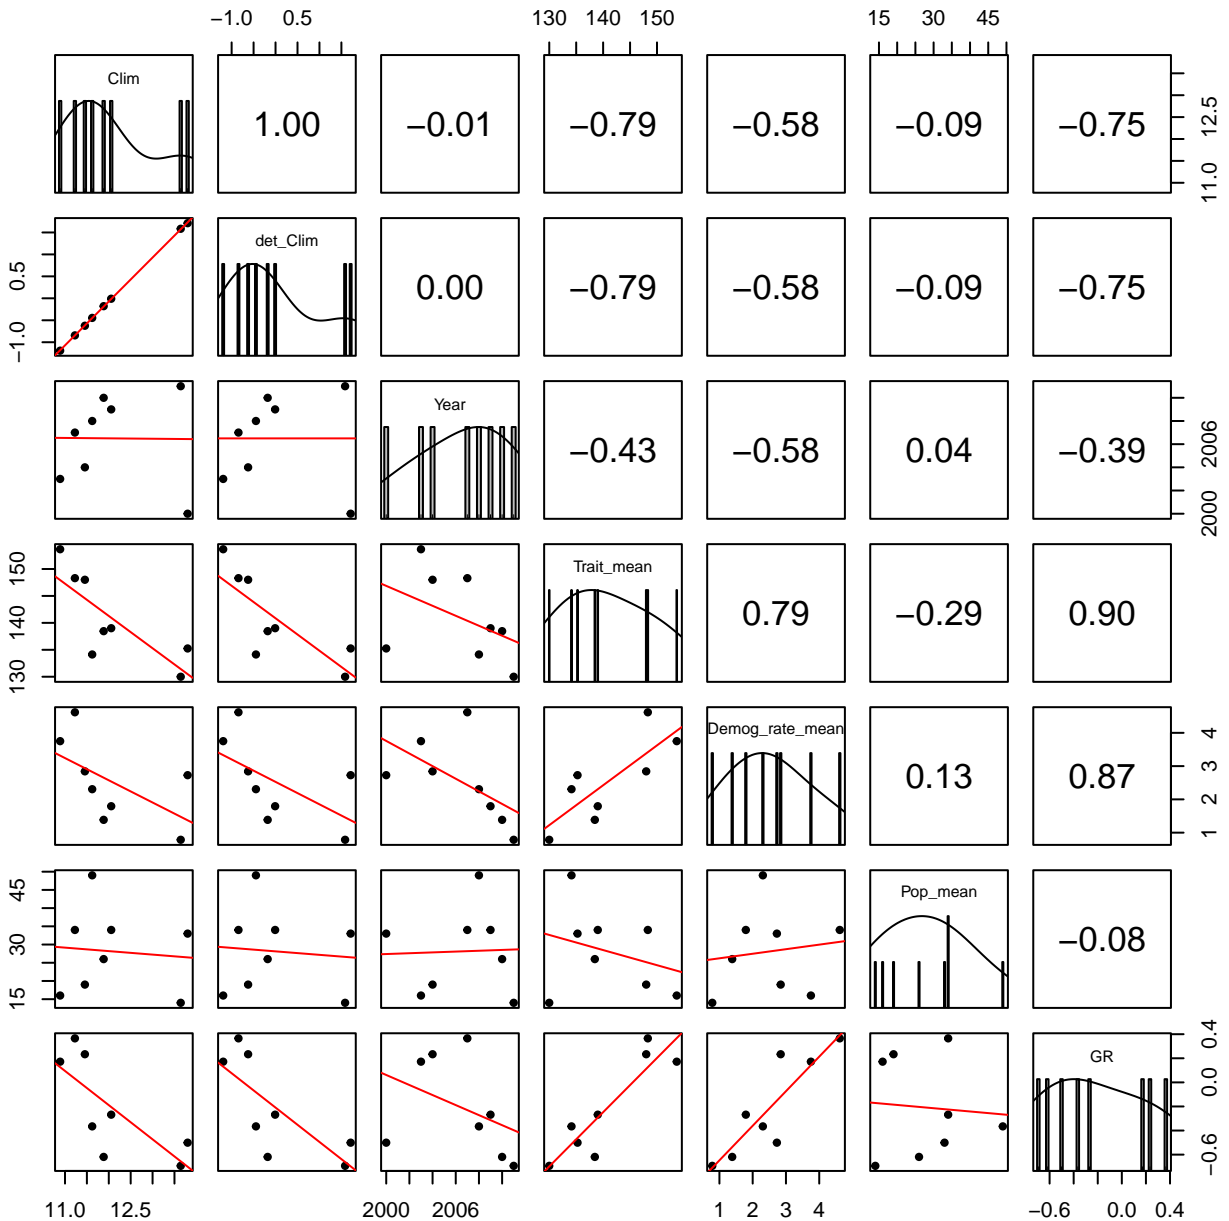 −1.0 0.5 130 140 150 15 30 45
Clim
1.00 −0.01 −0.79 −0.58 −0.09 −0.75
11.0 12.5
det_Clim
0.00 −0.79 −0.58 −0.09 −0.75
−1.0 0.5
Year
−0.43 −0.58 0.04 −0.39
2000 2006
Trait_mean
0.79 −0.29 0.90
130 140 150
Demog_rate_mean
0.13 0.87
1 2 3 4
Pop_mean
−0.08
15 30 45
GR
−0.6 0.0 0.4
11.0 12.5 2000 2006 1 2 3 4 −0.6 0.0 0.4